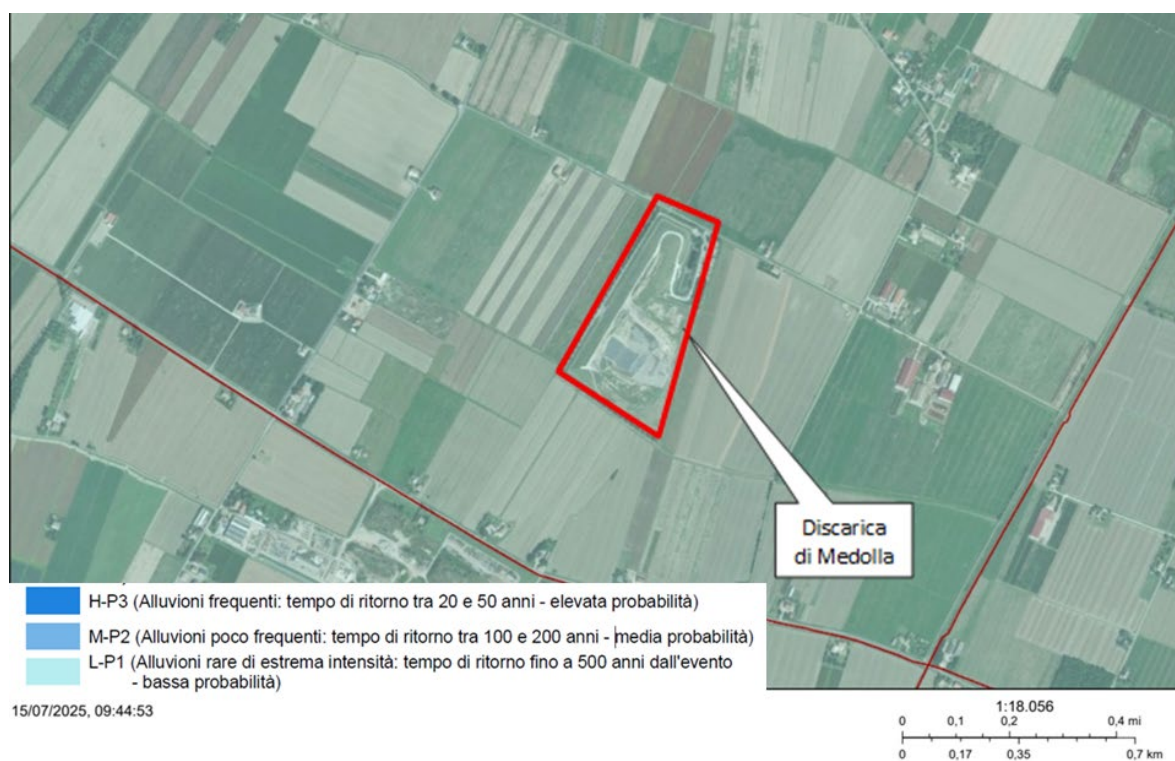 Discarica
di Medolla
H-P3 (Alluvioni frequenti: tempo di ritorno tra 20 e 50 anni - elevata probabilità)
M-P2 (Alluvioni poco frequenti: tempo di ritorno tra 100 e 200 anni - media probabilità)
L-P1 (Alluvioni rare di estrema intensità: tempo di ritorno fino a 500 anni dall'evento
- bassa probabilità)
15/07/2025, 09:44:53
1:18.056
0 0,1 0,2 0,4 mi
0 0,17 0,35 0,7 km